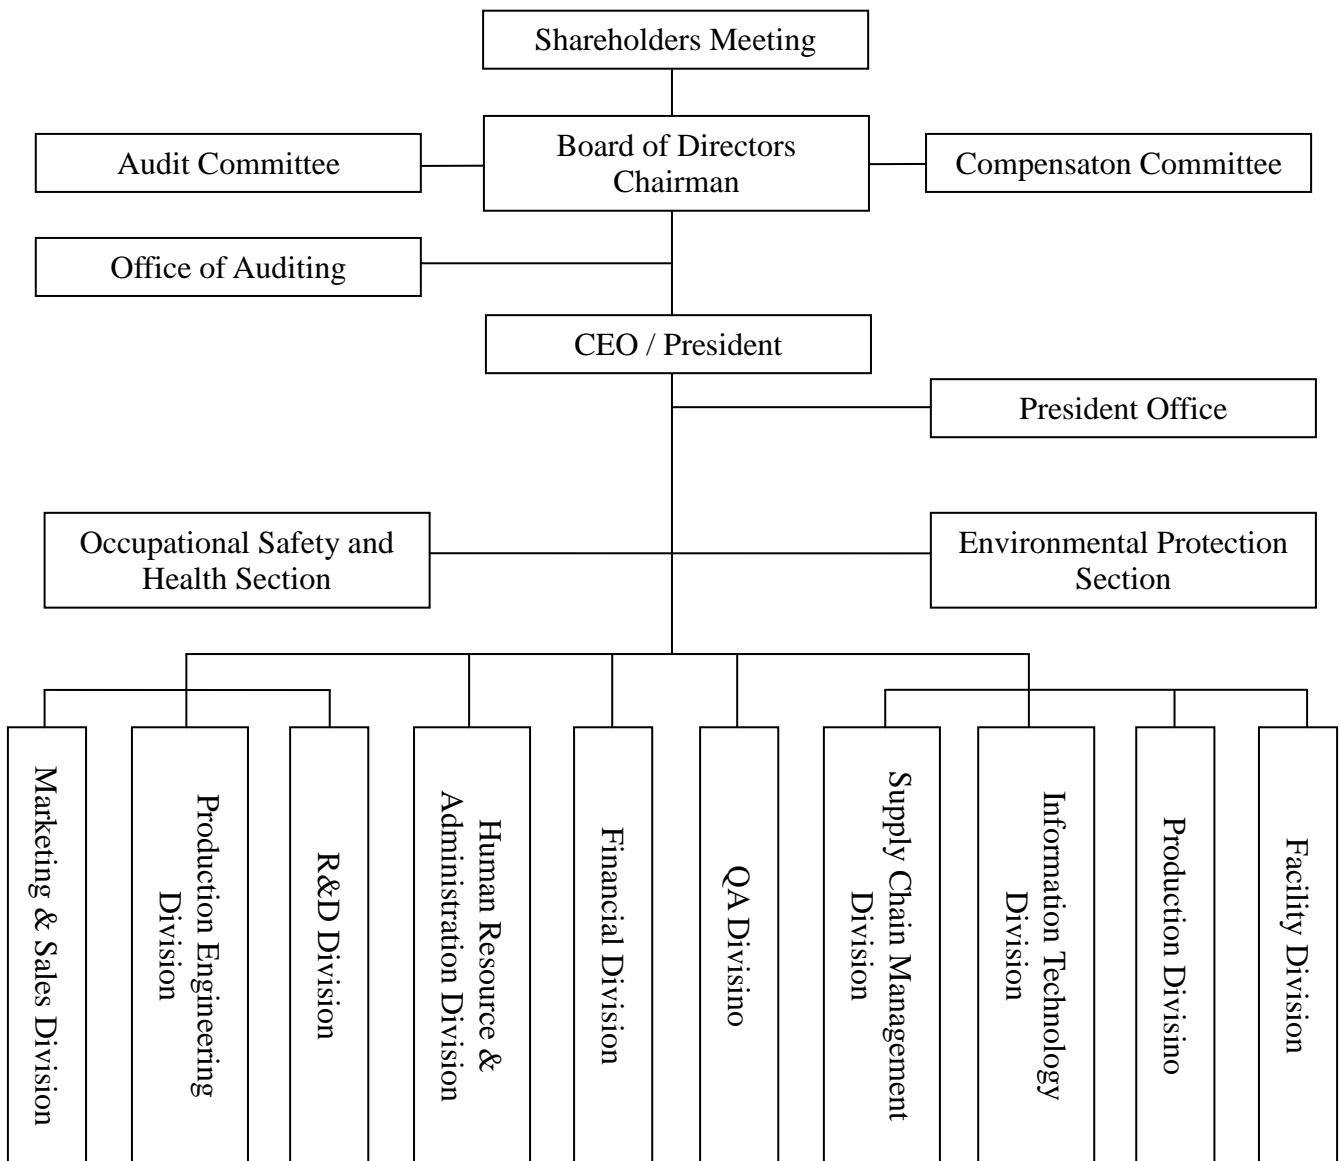 Shareholders Meeting
Board of Directors
Chairman
Audit Committee
Compensaton Committee
Office of Auditing
CEO / President
President Office
Occupational Safety and
Health Section
Environmental Protection
Section
Marketing & Sales Division
Production Engineering
Division
R&D Division
Human Resource &
Administration Division
Financial Division
QA Divisino
Supply Chain Management
Division
Information Technology
Division
Production Divisino
Facility Division